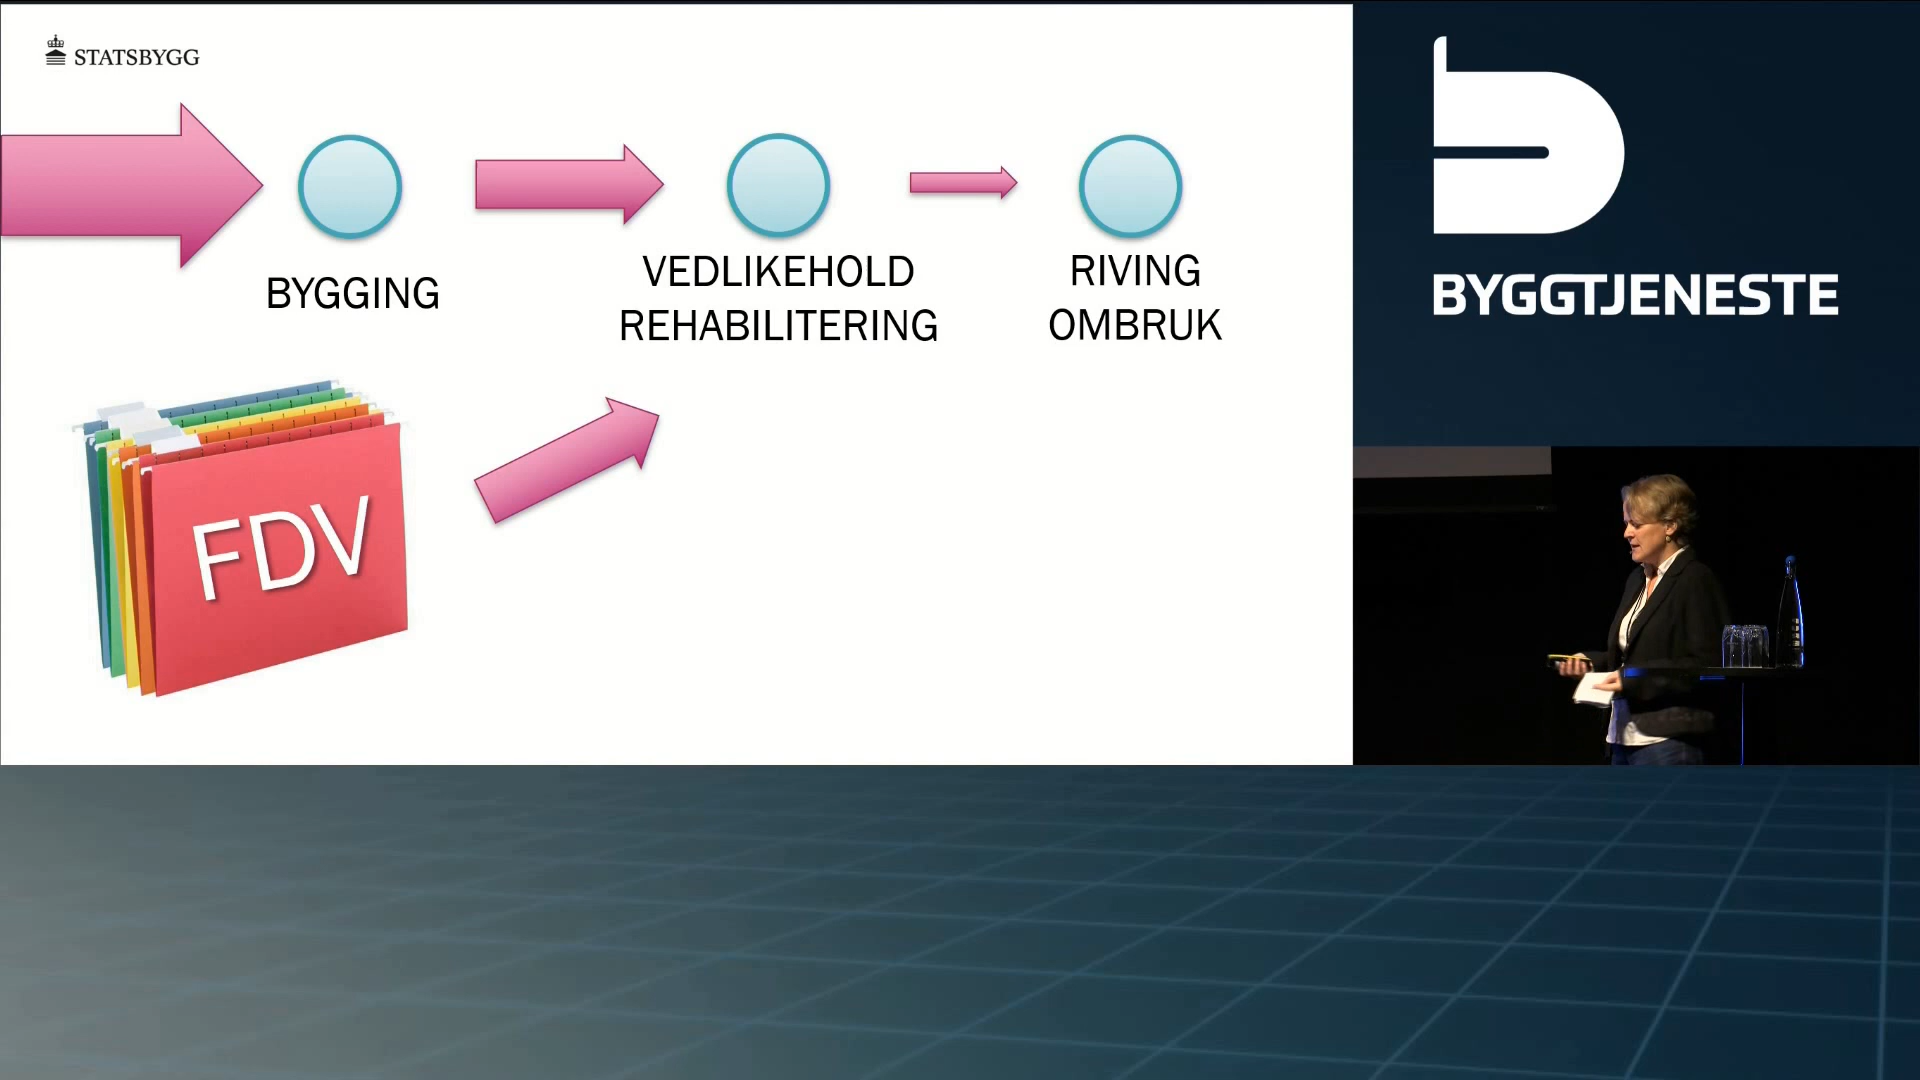 STATSBYGG
BYGGING
VEDLIKEHOLD
REHABILITERING
RIVING
OMBRUK
FDV
BYGGTJENESTE